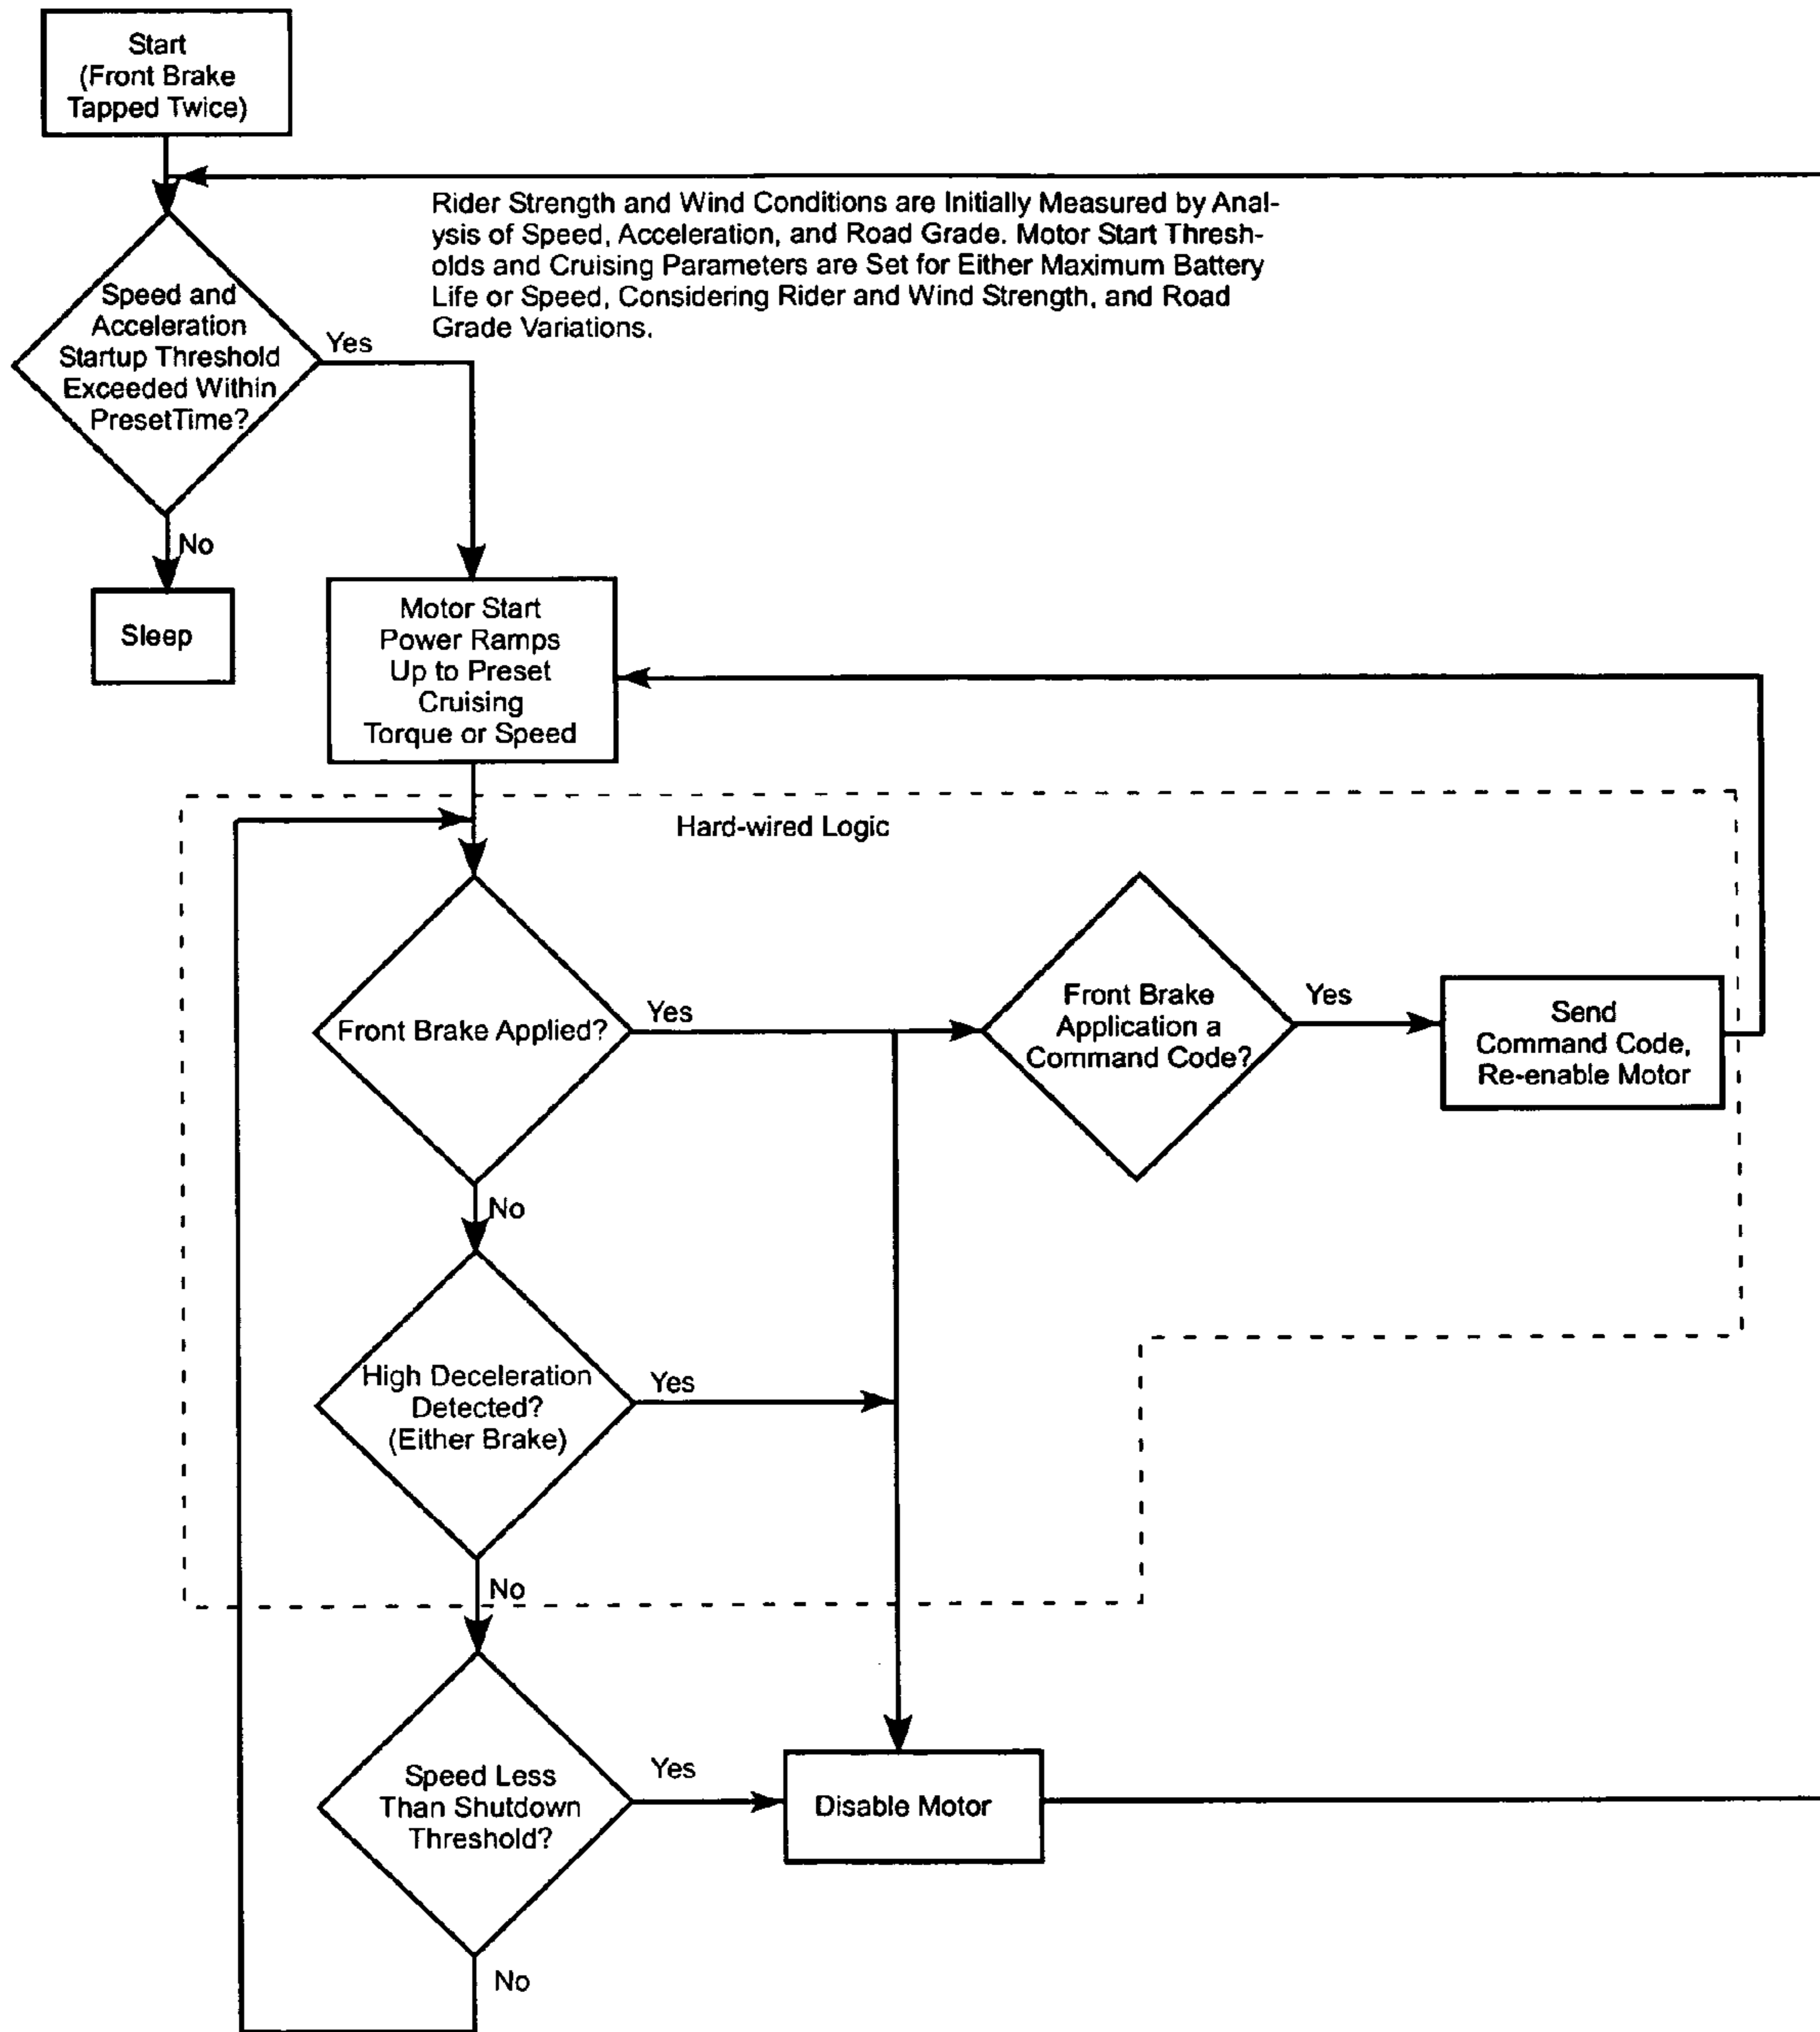 Start
(Front Brake
Tapped Twice)
Rider Strength and Wind Conditions are Initially Measured by Anal-
ysis of Speed, Acceleration, and Road Grade. Motor Start Thresh-
olds and Cruising Parameters are Set for Either Maximum Battery
Life or Speed, Considering Rider and Wind Strength, and Road
Grade Variations.
Speed and
Acceleration
Startup Threshold
Exceeded Within
PresetTime?
Yes
No
Sleep
Motor Start
Power Ramps
Up to Preset
Cruising
Torque or Speed
Hard-wired Logic
Front Brake Applied?
Yes
Front Brake
Application a
Command Code?
Yes
Send
Command Code,
Re-enable Motor
No
High Deceleration
Detected?
(Either Brake)
Yes
No
Speed Less
Than Shutdown
Threshold?
Yes
Disable Motor
No